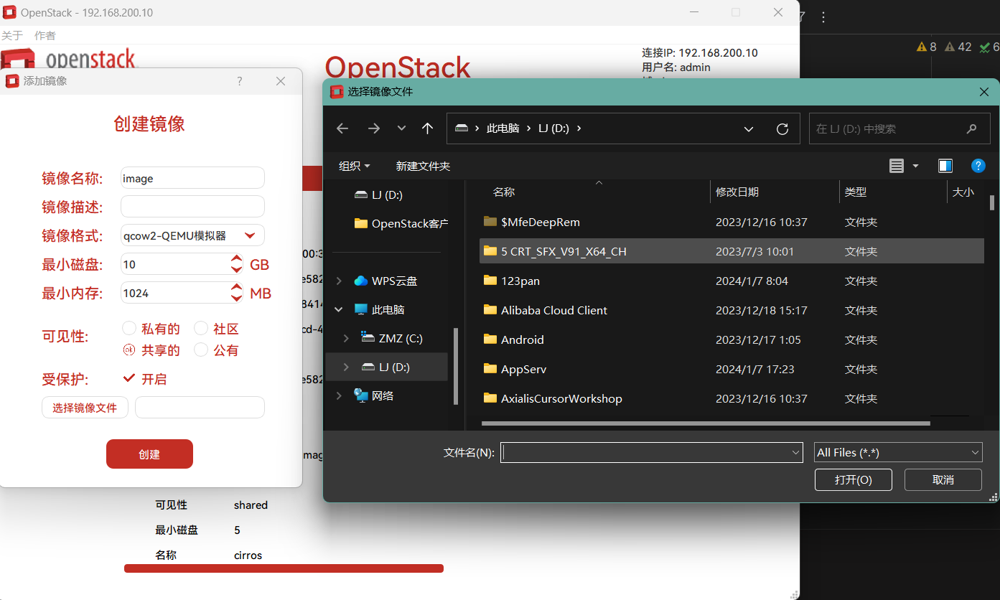 OpenStack - 192.168.200.10
关于 作者
openstack
OpenStack
连接IP: 192.168.200.10
用户名: admin
8 42 6
添加镜像 ?
创建镜像
镜像名称: image
镜像描述:
镜像格式: qcow2-QEMU模拟器
最小磁盘: 10 GB
最小内存: 1024 MB
可见性: 私有的 社区
共享的 公有
受保护: 开启
选择镜像文件
创建
可见性 shared
最小磁盘 5
名称 cirros
选择镜像文件
此电脑 LJ (D:)
在 LJ (D:) 中搜索
组织 新建文件夹 ?
LJ (D:)
OpenStack客户
WPS云盘
此电脑
ZMZ (C:)
LJ (D:)
网络
名称 修改日期 类型 大小
$MfeDeepRem 2023/12/16 10:37 文件夹
5 CRT_SFX_V91_X64_CH 2023/7/3 10:01 文件夹
123pan 2024/1/7 8:04 文件夹
Alibaba Cloud Client 2023/12/18 15:17 文件夹
Android 2023/12/17 1:05 文件夹
AppServ 2024/1/7 17:23 文件夹
AxialisCursorWorkshop 2023/12/16 10:37 文件夹
文件名(N):
All Files (*.*)
打开(O) 取消